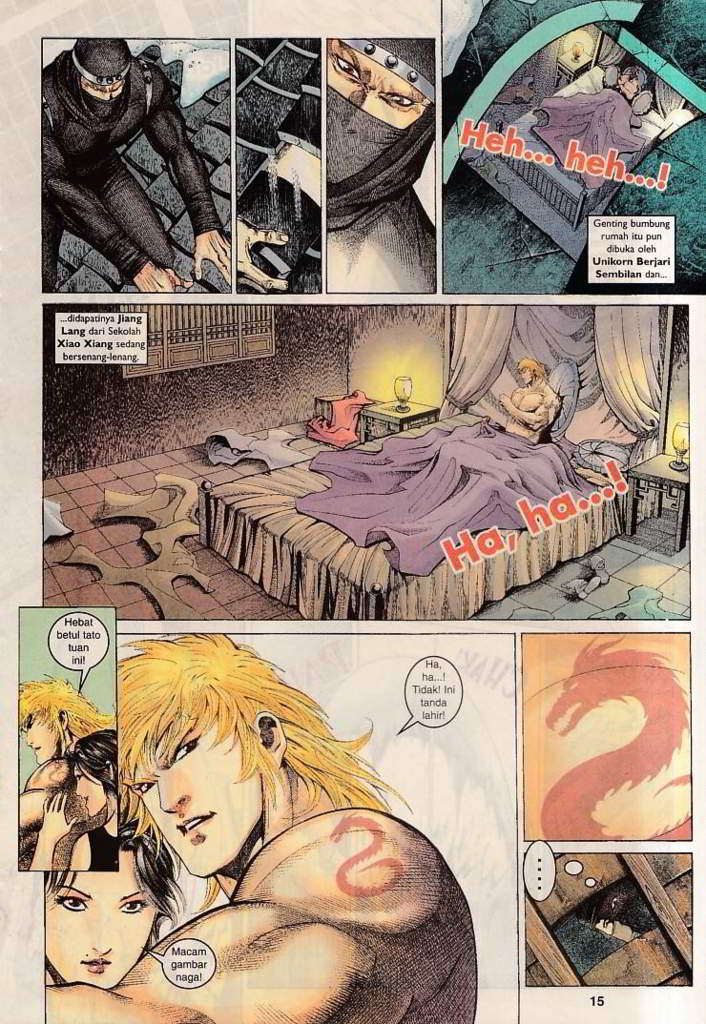 Heh... heh...!
Genting bumbung
rumah itu pun
dibuka oleh
Unikorn Berjari
Sembilan dan...
...didapatinya Jiang
Lang dari Sekolah
Xiao Xiang sedang
bersenang-lenang.
Ha, ha...!
Hebat
betul tato
tuan
ini!
Ha,
ha...!
Tidak! Ini
tanda
lahir!
Macam
gambar
naga!
....
15